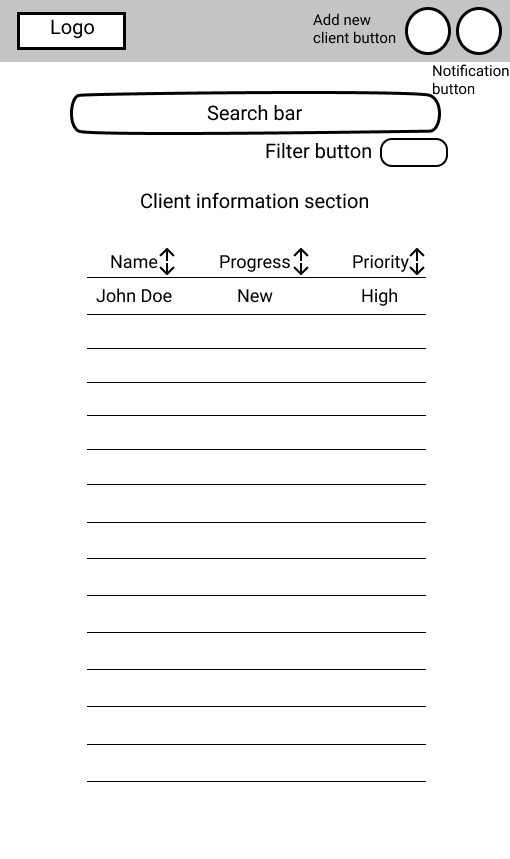 Logo
Add new
client button
Notification
button
Search bar
Filter button
Client information section
Name Progress Priority
John Doe New High